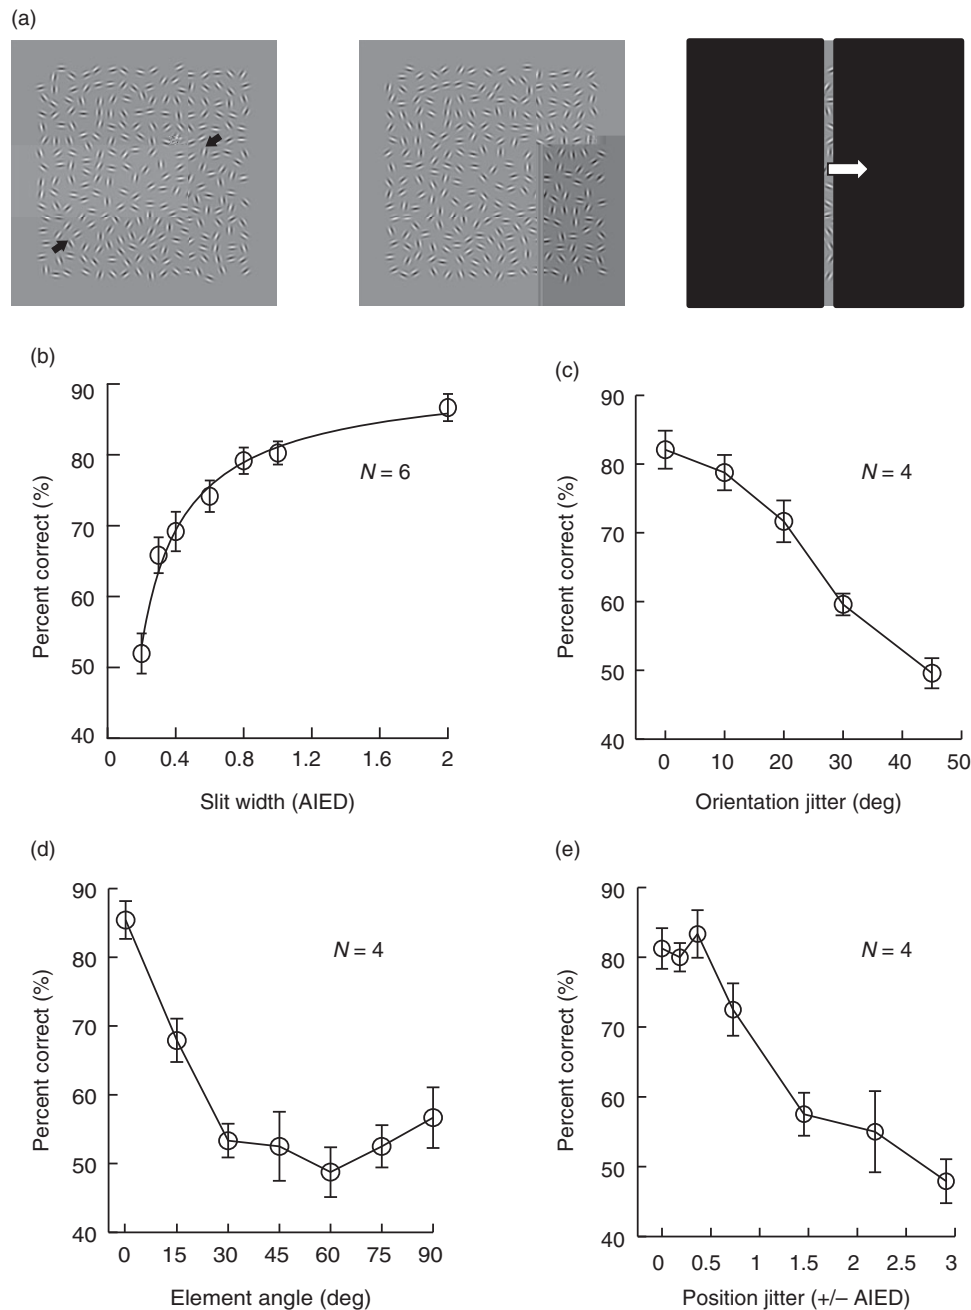 (a)
(b)
90
80
70
60
50
40
Percent correct (%)
N = 6
0 0.4 0.8 1.2 1.6 2
Slit width (AIED)
(c)
90
80
70
60
50
40
Percent correct (%)
N = 4
0 10 20 30 40 50
Orientation jitter (deg)
(d)
90
80
70
60
50
40
Percent correct (%)
N = 4
0 15 30 45 60 75 90
Element angle (deg)
(e)
90
80
70
60
50
40
Percent correct (%)
N = 4
0 0.5 1 1.5 2 2.5 3
Position jitter (+/– AIED)